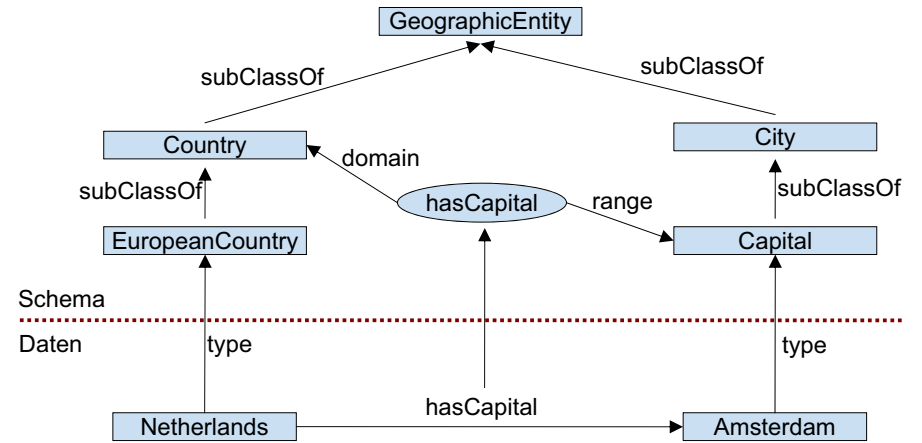 GeographicEntity
subClassOf
subClassOf
Country
domain
City
subClassOf
hasCapital
range
subClassOf
EuropeanCountry
Capital
Schema
Daten
type
type
hasCapital
Netherlands
Amsterdam